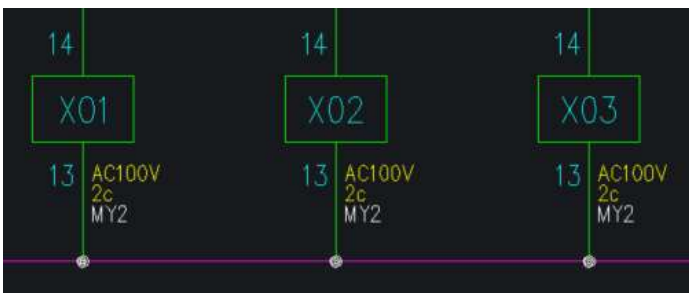 14 14 14
X01 X02 X03
13 AC100V 13 AC100V 13 AC100V
2c 2c 2c
MY2 MY2 MY2